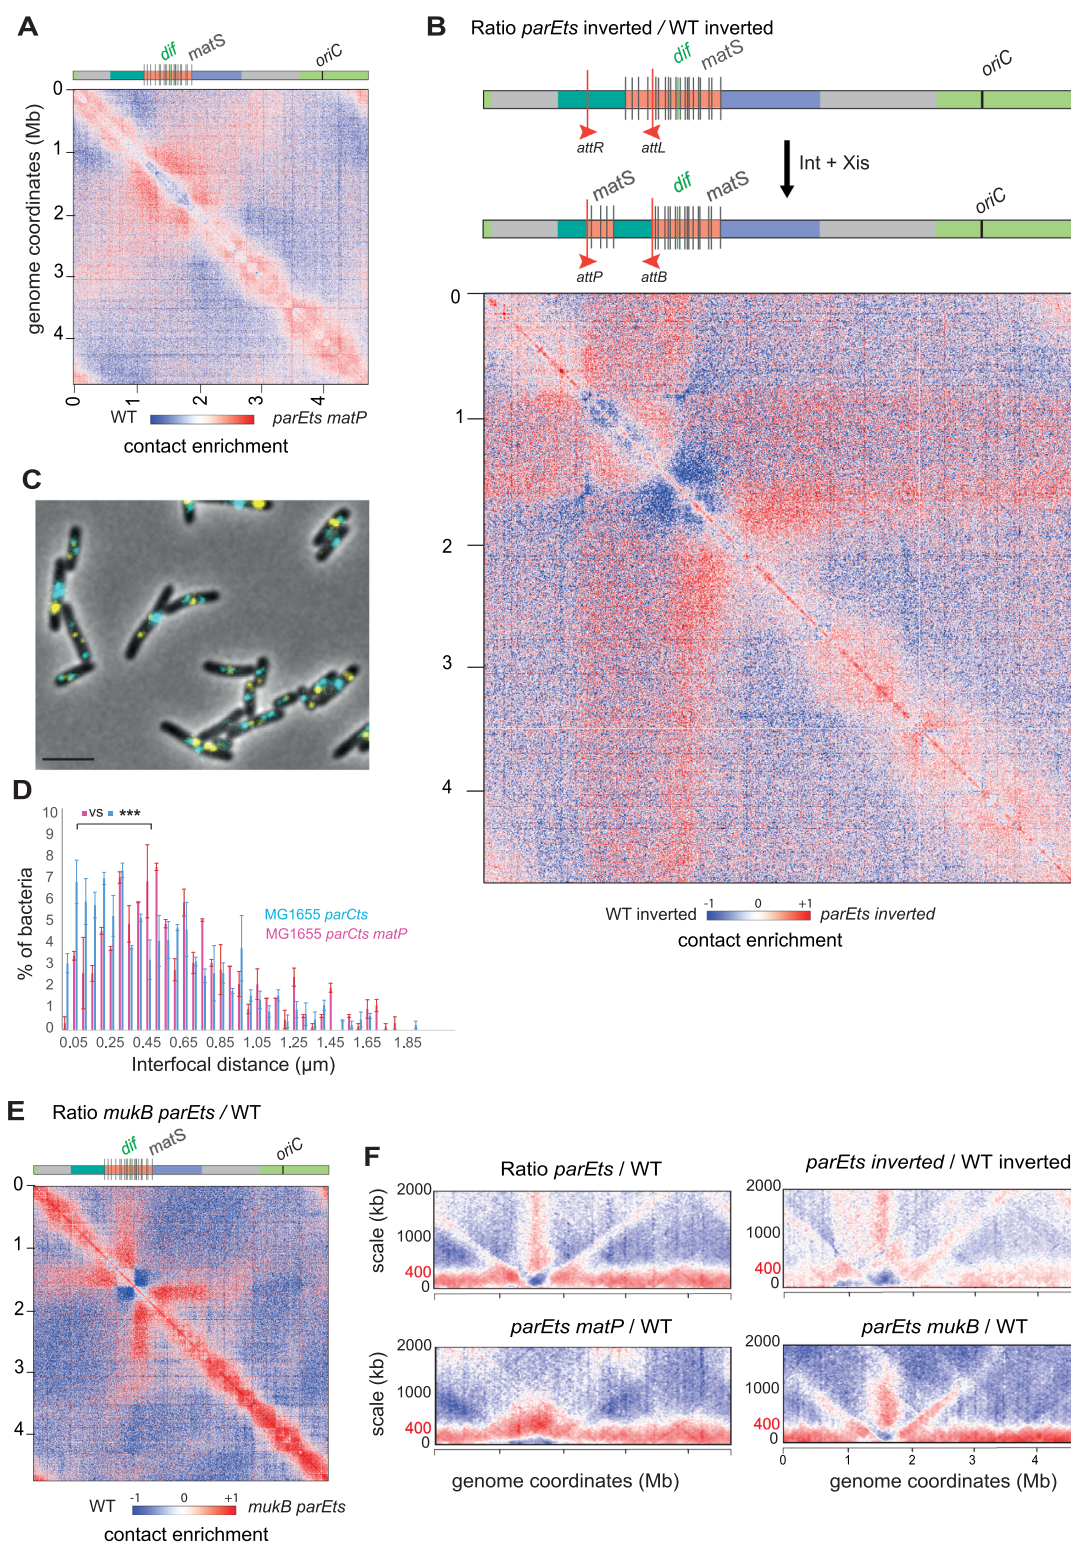 A
dif
matS
oriC
0
1
2
3
4
genome coordinates (Mb)
0
1
2
3
4
WT
parEts matP
contact enrichment
B
Ratio parEts inverted / WT inverted
dif
matS
oriC
attR
attL
Int + Xis
matS
dif
matS
oriC
attP
attB
0
1
2
3
4
WT inverted
-1
0
+1
parEts inverted
contact enrichment
C
D
10
9
8
7
6
5
4
3
2
1
0
% of bacteria
vs
***
MG1655 parCts
MG1655 parCts matP
0.05 0.25 0.45 0.65 0.85 1.05 1.25 1.45 1.65 1.85
Interfocal distance (µm)
E
Ratio mukB parEts / WT
dif
matS
oriC
0
1
2
3
4
WT
-1
0
+1
mukB parEts
contact enrichment
F
Ratio parEts / WT
scale (kb)
2000
1000
400
0
parEts inverted / WT inverted
2000
1000
400
0
parEts matP / WT
scale (kb)
2000
1000
400
0
genome coordinates (Mb)
parEts mukB / WT
2000
1000
400
0
0 1 2 3 4
genome coordinates (Mb)